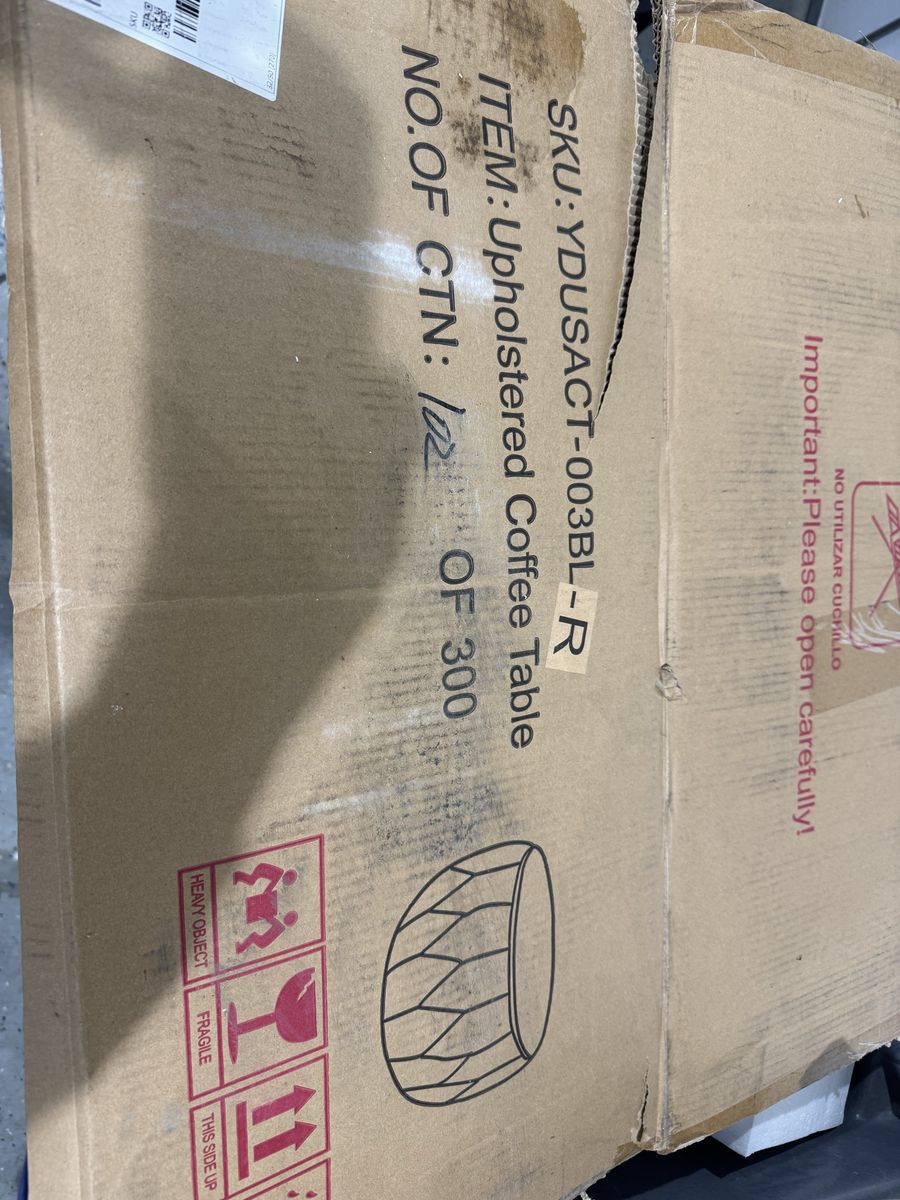 SKU: YDUSACT-003BL-R
ITEM: Upholstered Coffee Table
NO.OF CTN: 102 OF 300
HEAVY OBJECT
FRAGILE
THIS SIDE UP
NO UTILIZAR CUCHILLO
Important:Please open carefully!
SKU